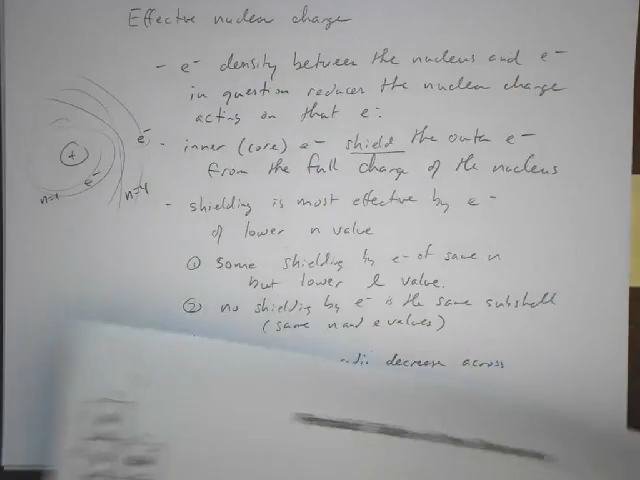 Effective nuclear charge
- e⁻ density between the nucleus and e⁻
in question reduces the nuclear charge
acting on that e⁻.
- inner (core) e⁻ shield the outer e⁻
from the full charge of the nucleus
- shielding is most effective by e⁻
of lower n value
① Some shielding by e⁻ of same n
but lower l value.
② no shielding by e⁻ is the same subshell
(same n and l values)
decrease across
e⁻
+
e⁻
n=1
n=4